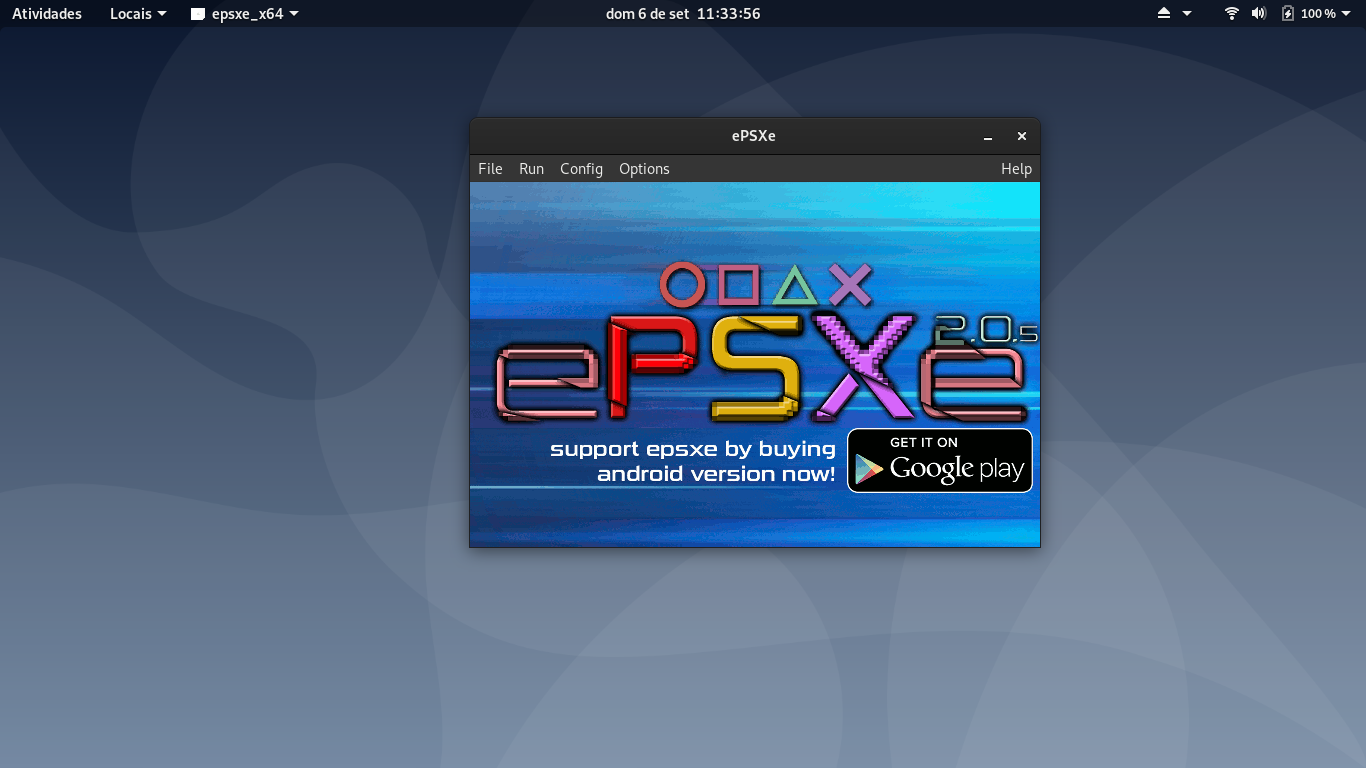 Atividades Locais epsxe_x64 dom 6 de set 11:33:56 100 %
ePSXe
File Run Config Options Help
2.0.5
ePSXe
support epsxe by buying
android version now!
GET IT ON
Google play